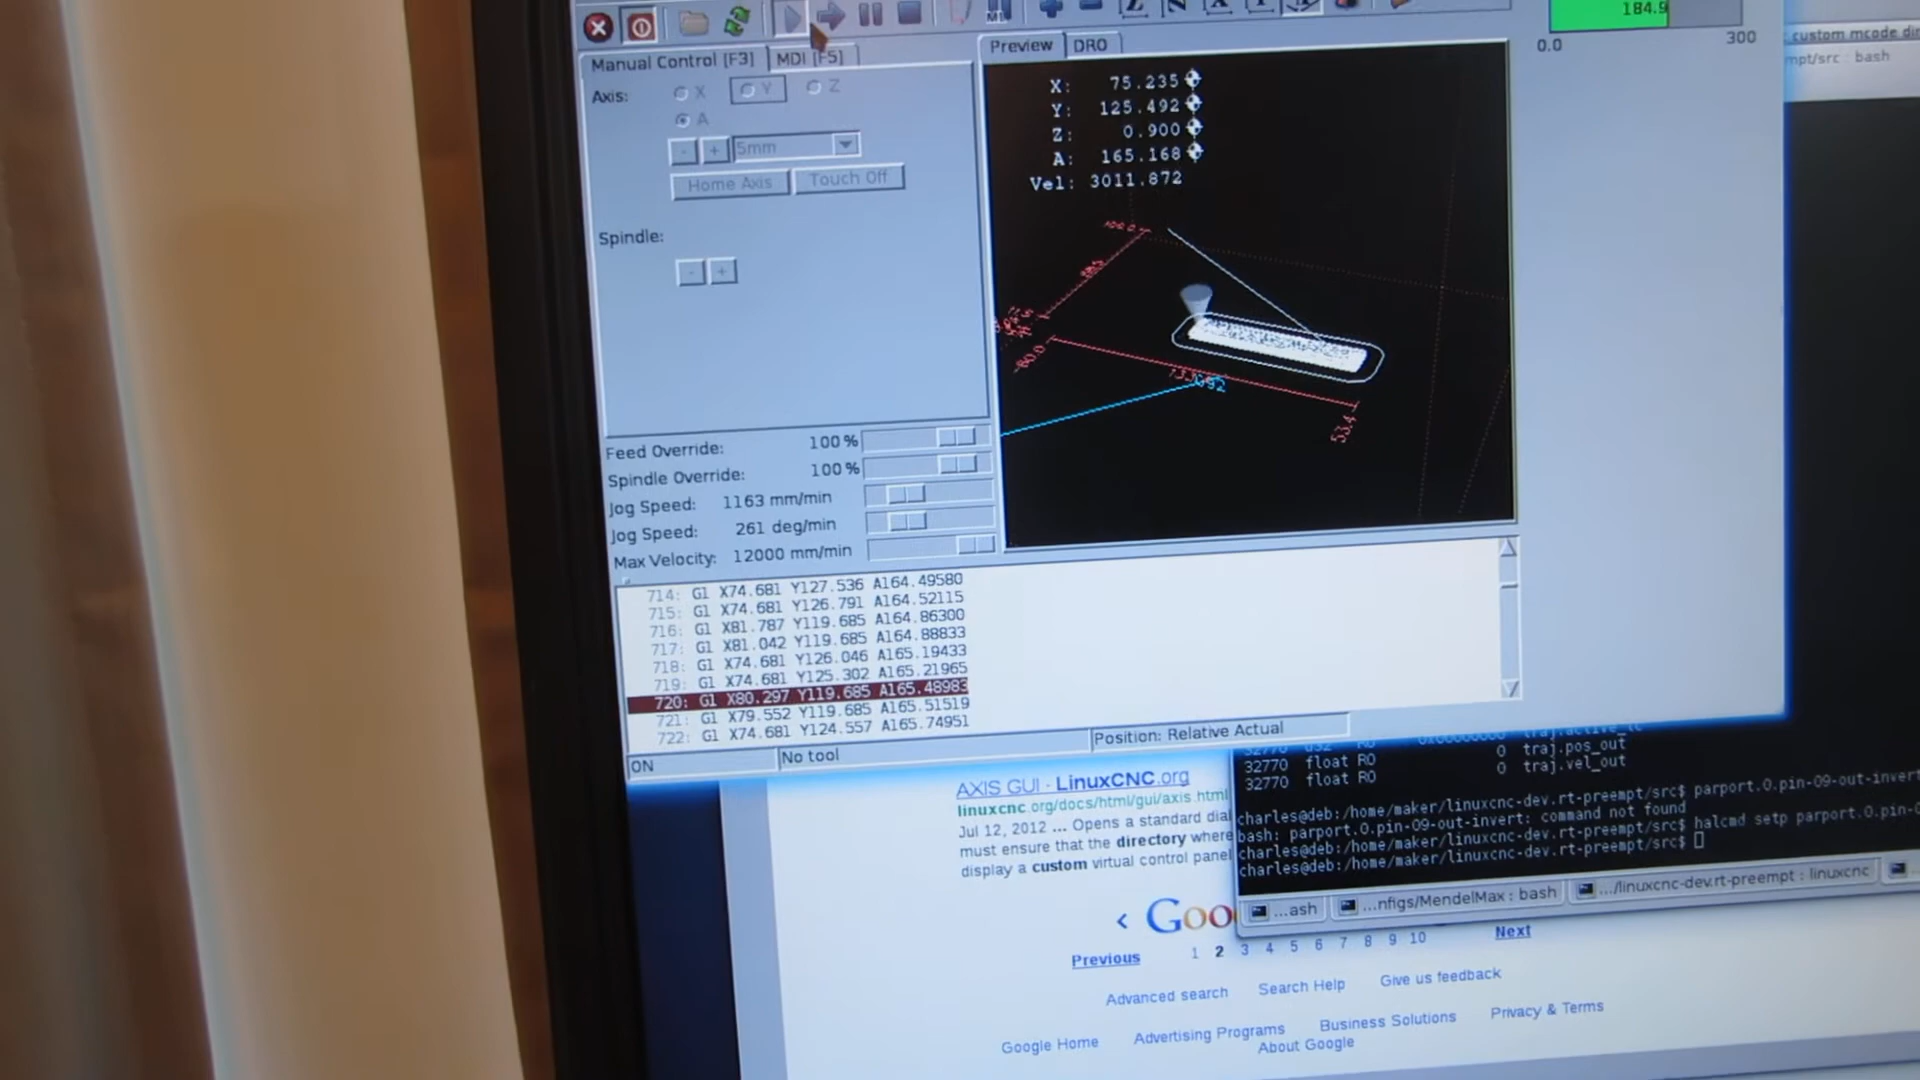 184.9
0.0 300
custom mcode dir
mpt/src : bash
Manual Control [F3] MDI [F5]
Axis: X Y Z
A
- + 5mm
Home Axis Touch Off
Spindle:
- +
Preview DRO
X: 75.235
Y: 125.492
Z: 0.900
A: 165.168
Vel: 3011.872
Feed Override: 100 %
Spindle Override: 100 %
Jog Speed: 1163 mm/min
Jog Speed: 261 deg/min
Max Velocity: 12000 mm/min
714: G1 X74.681 Y127.536 A164.49580
715: G1 X74.681 Y126.791 A164.52115
716: G1 X81.787 Y119.685 A164.86300
717: G1 X81.042 Y119.685 A164.88833
718: G1 X74.681 Y126.046 A165.19433
719: G1 X74.681 Y125.302 A165.21965
720: G1 X80.297 Y119.685 A165.48983
721: G1 X79.552 Y119.685 A165.51519
722: G1 X74.681 Y124.557 A165.74951
ON No tool Position: Relative Actual
AXIS GUI - LinuxCNC.org
linuxcnc.org/docs/html/gui/axis.html
Jul 12, 2012 ... Opens a standard dial
must ensure that the directory where
display a custom virtual control panel
32770 float RO 0 traj.pos_out
32770 float RO 0 traj.vel_out
charles@deb:/home/maker/linuxcnc-dev.rt-preempt/src$ parport.0.pin-09-out-invert
bash: parport.0.pin-09-out-invert: command not found
charles@deb:/home/maker/linuxcnc-dev.rt-preempt/src$ halcmd setp parport.0.pin-0
charles@deb:/home/maker/linuxcnc-dev.rt-preempt/src$
...ash ...nfigs/MendelMax : bash .../linuxcnc-dev.rt-preempt : linuxcnc
Goo
Previous 1 2 3 4 5 6 7 8 9 10 Next
Advanced search Search Help Give us feedback
Google Home Advertising Programs Business Solutions Privacy & Terms
About Google